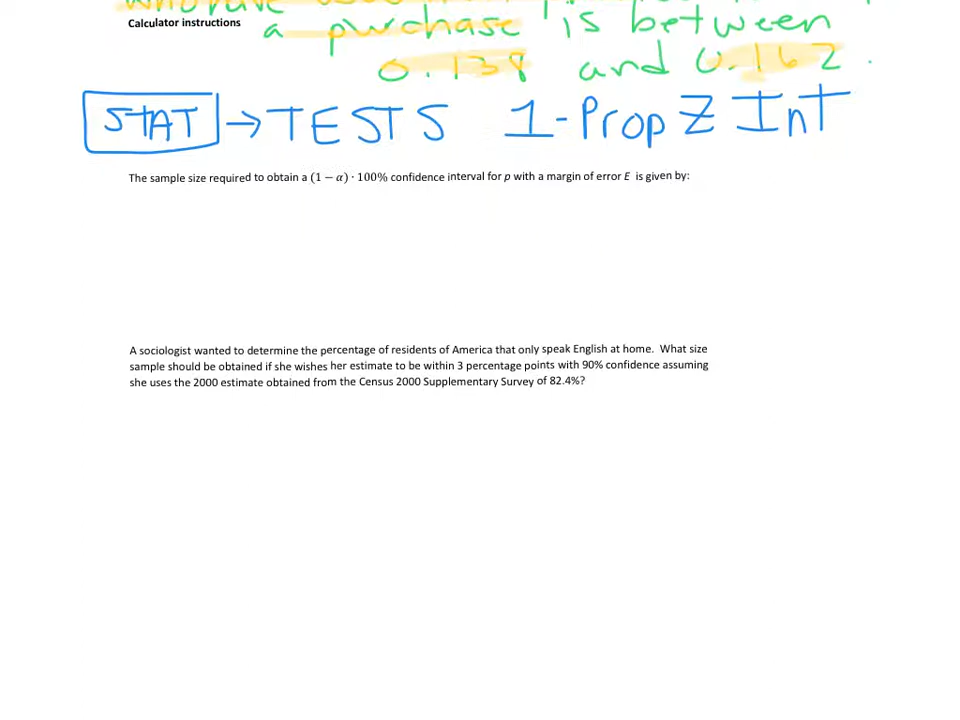 who have
Calculator instructions
a purchase is between
0.138 and 0.162.
STAT → TESTS 1-Prop Z Int
The sample size required to obtain a (1 − α) · 100% confidence interval for p with a margin of error E is given by:
A sociologist wanted to determine the percentage of residents of America that only speak English at home. What size
sample should be obtained if she wishes her estimate to be within 3 percentage points with 90% confidence assuming
she uses the 2000 estimate obtained from the Census 2000 Supplementary Survey of 82.4%?